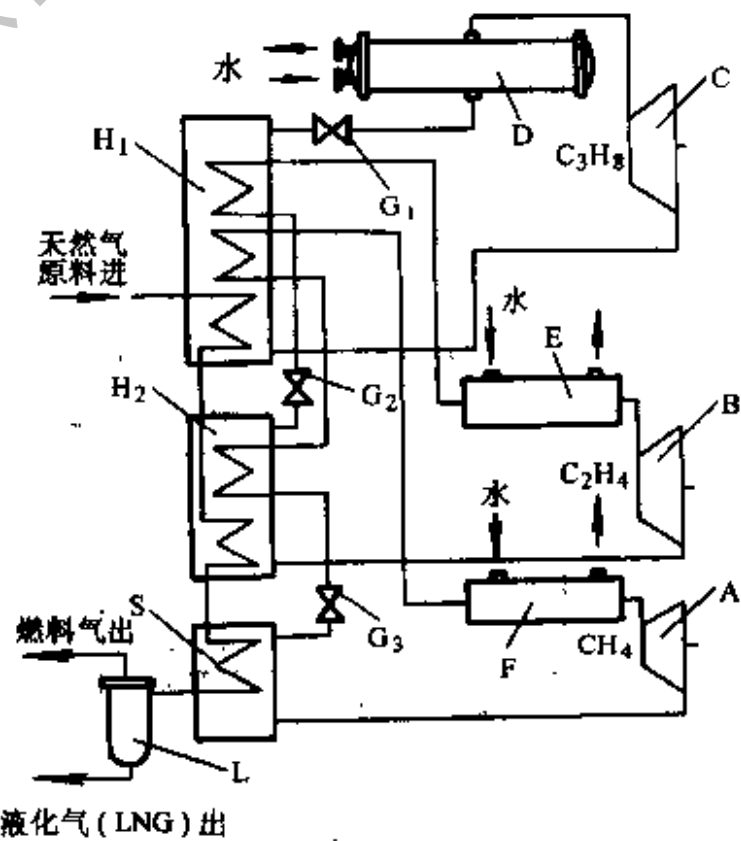 水
D
C
C₃H₈
H₁
G₁
天然气
原料进
水
E
H₂
G₂
B
C₂H₄
水
S
A
燃料气出
G₃
F
CH₄
L
液化气(LNG)出